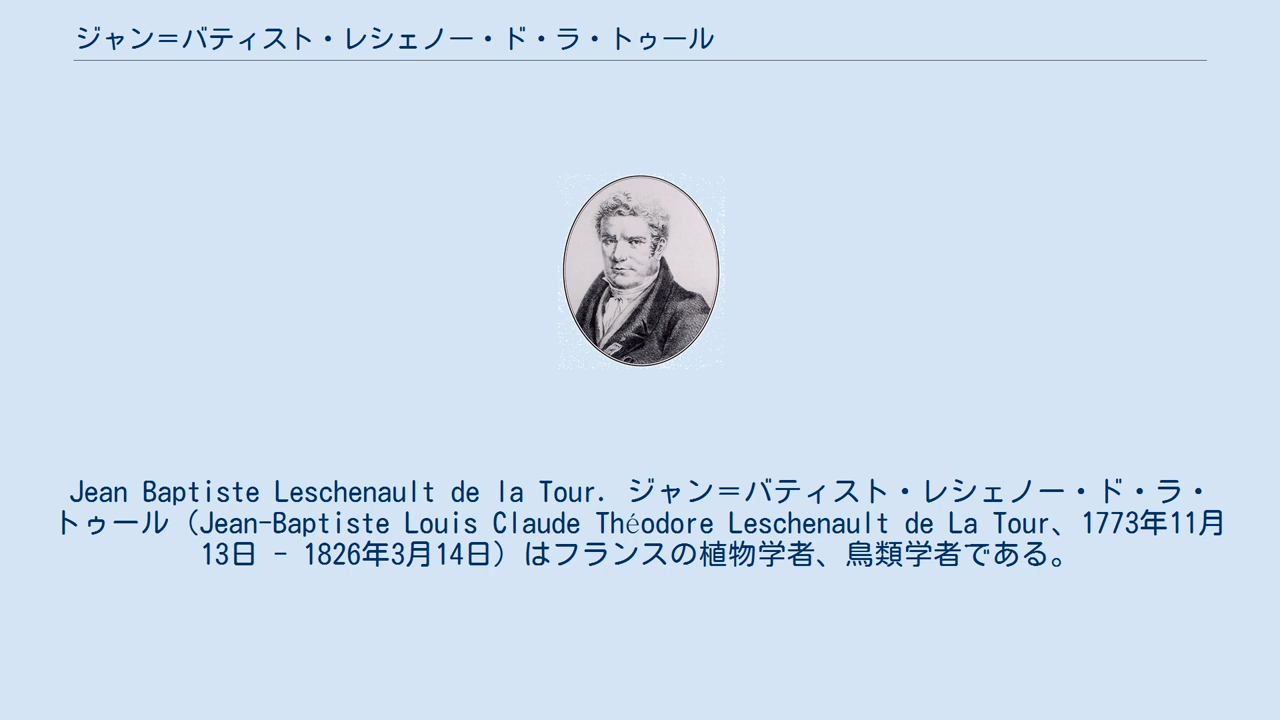 ジャン＝バティスト・レシェノー・ド・ラ・トゥール
Jean Baptiste Leschenault de la Tour. ジャン＝バティスト・レシェノー・ド・ラ・
トゥール（Jean-Baptiste Louis Claude Théodore Leschenault de La Tour、1773年11月
13日 - 1826年3月14日）はフランスの植物学者、鳥類学者である。